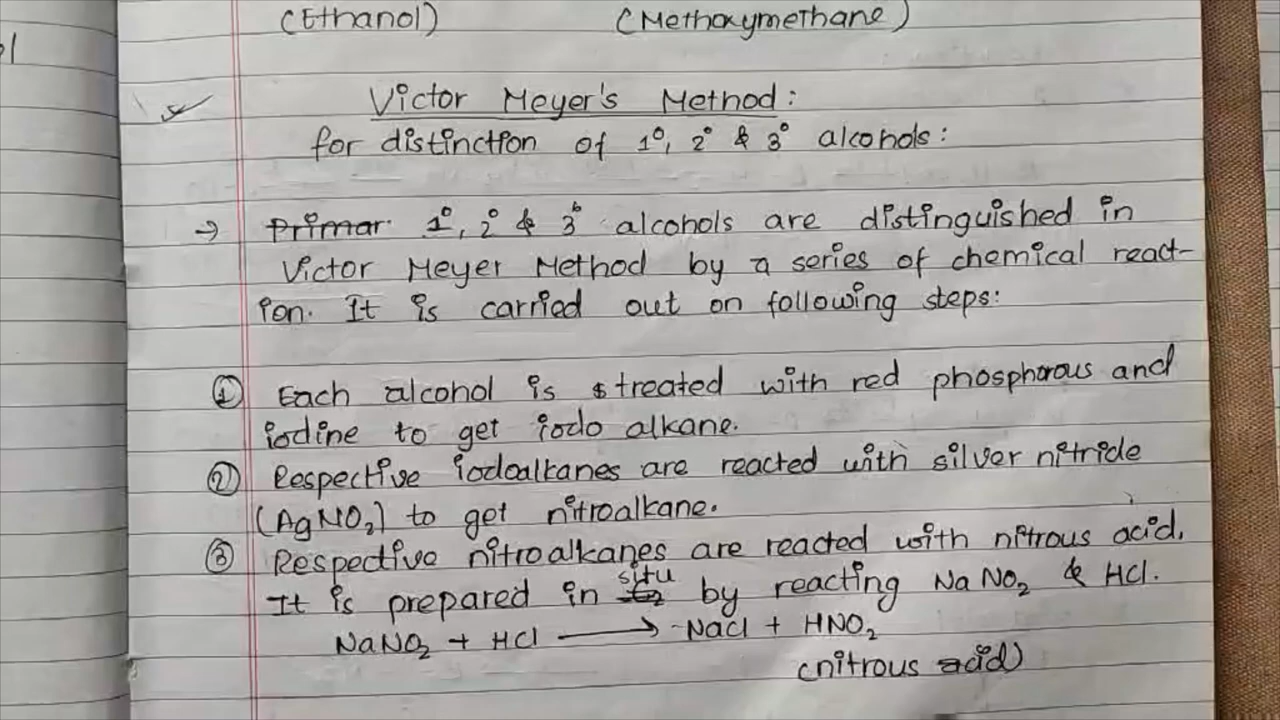 (Ethanol) (Methoxymethane)
Victor Meyer's Method:
for distinction of 1°, 2° & 3° alcohols:
→ Primar 1°, 2° & 3° alcohols are distinguished in
Victor Meyer Method by a series of chemical react-
ion. It is carried out on following steps:
① Each alcohol is treated with red phosphorous and
iodine to get iodo alkane.
② Respective iodoalkanes are reacted with silver nitride
(AgNO₂) to get nitroalkane.
③ Respective nitroalkanes are reacted with nitrous acid.
It is prepared in situ by reacting NaNO₂ & HCl.
NaNO₂ + HCl ⟶ NaCl + HNO₂
(nitrous acid)